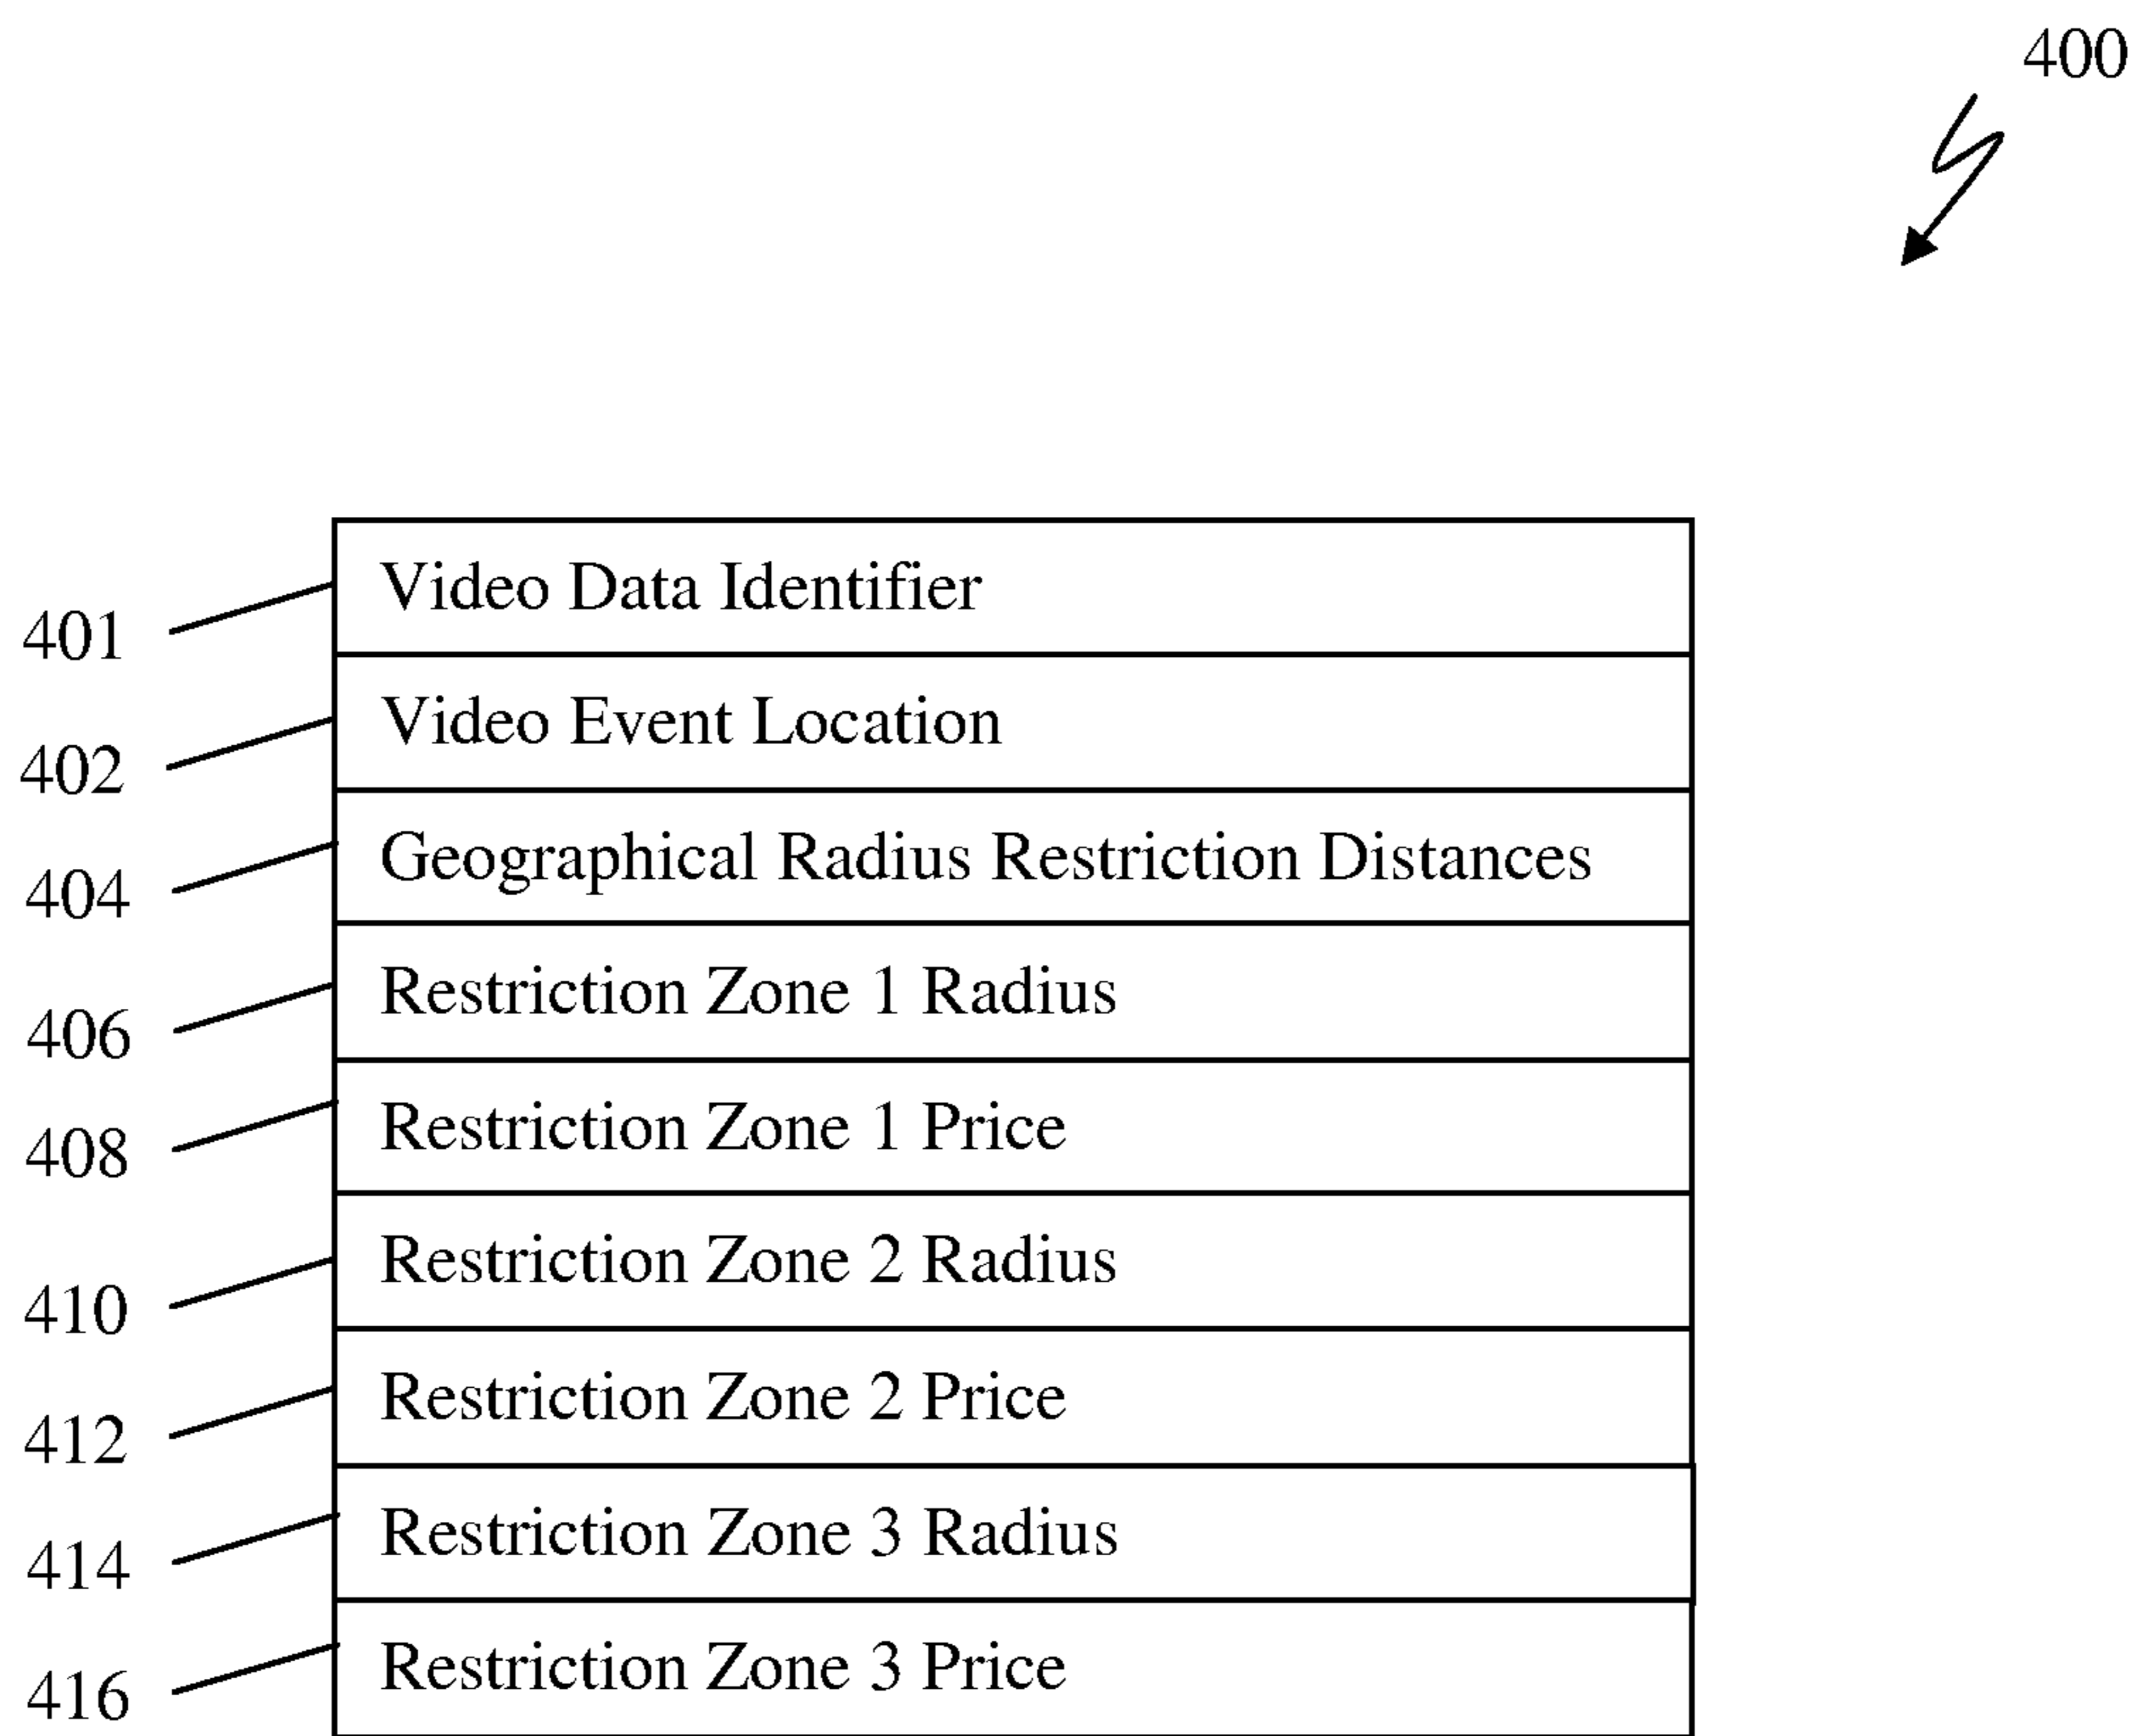 400
401 Video Data Identifier
402 Video Event Location
404 Geographical Radius Restriction Distances
406 Restriction Zone 1 Radius
408 Restriction Zone 1 Price
410 Restriction Zone 2 Radius
412 Restriction Zone 2 Price
414 Restriction Zone 3 Radius
416 Restriction Zone 3 Price